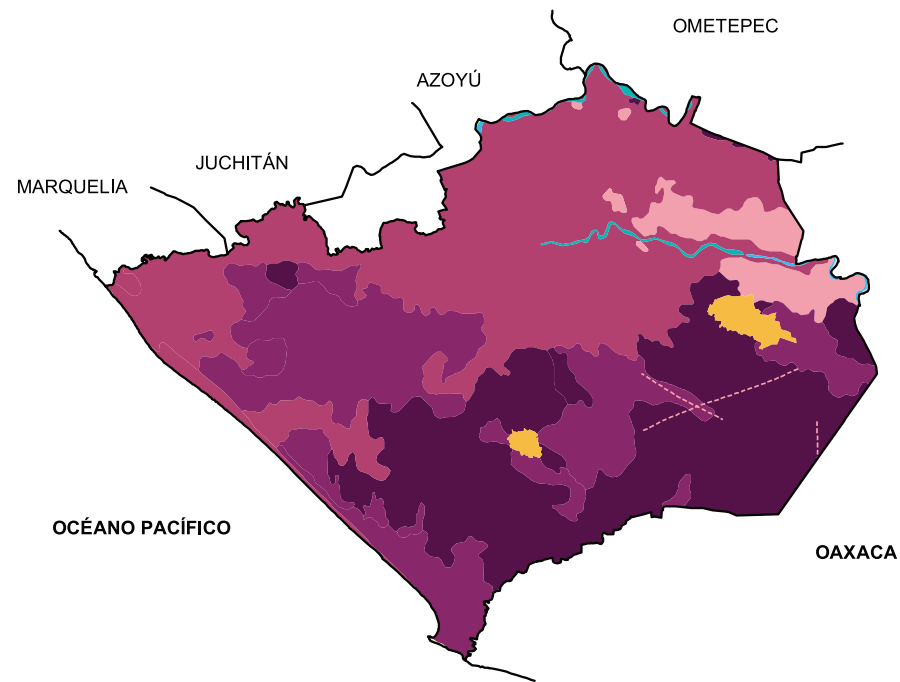 OMETEPEC
AZOYÚ
JUCHITÁN
MARQUELIA
OCÉANO PACÍFICO
OAXACA